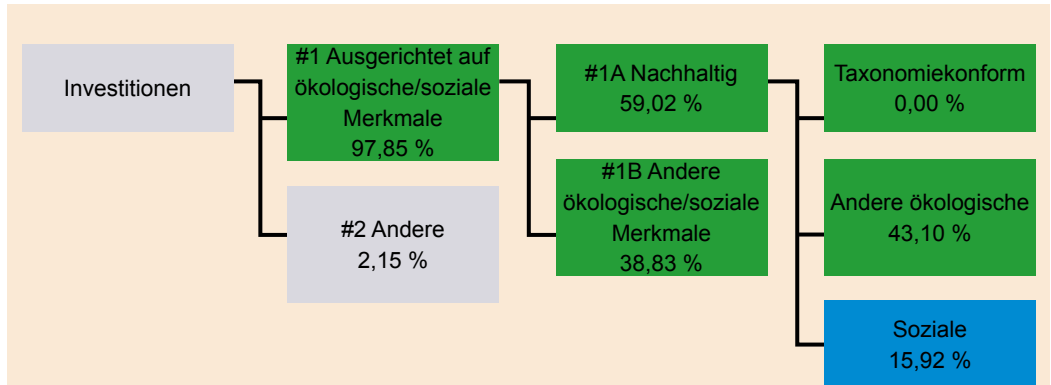 Investitionen
#1 Ausgerichtet auf
ökologische/soziale
Merkmale
97,85 %
#2 Andere
2,15 %
#1A Nachhaltig
59,02 %
#1B Andere
ökologische/soziale
Merkmale
38,83 %
Taxonomiekonform
0,00 %
Andere ökologische
43,10 %
Soziale
15,92 %